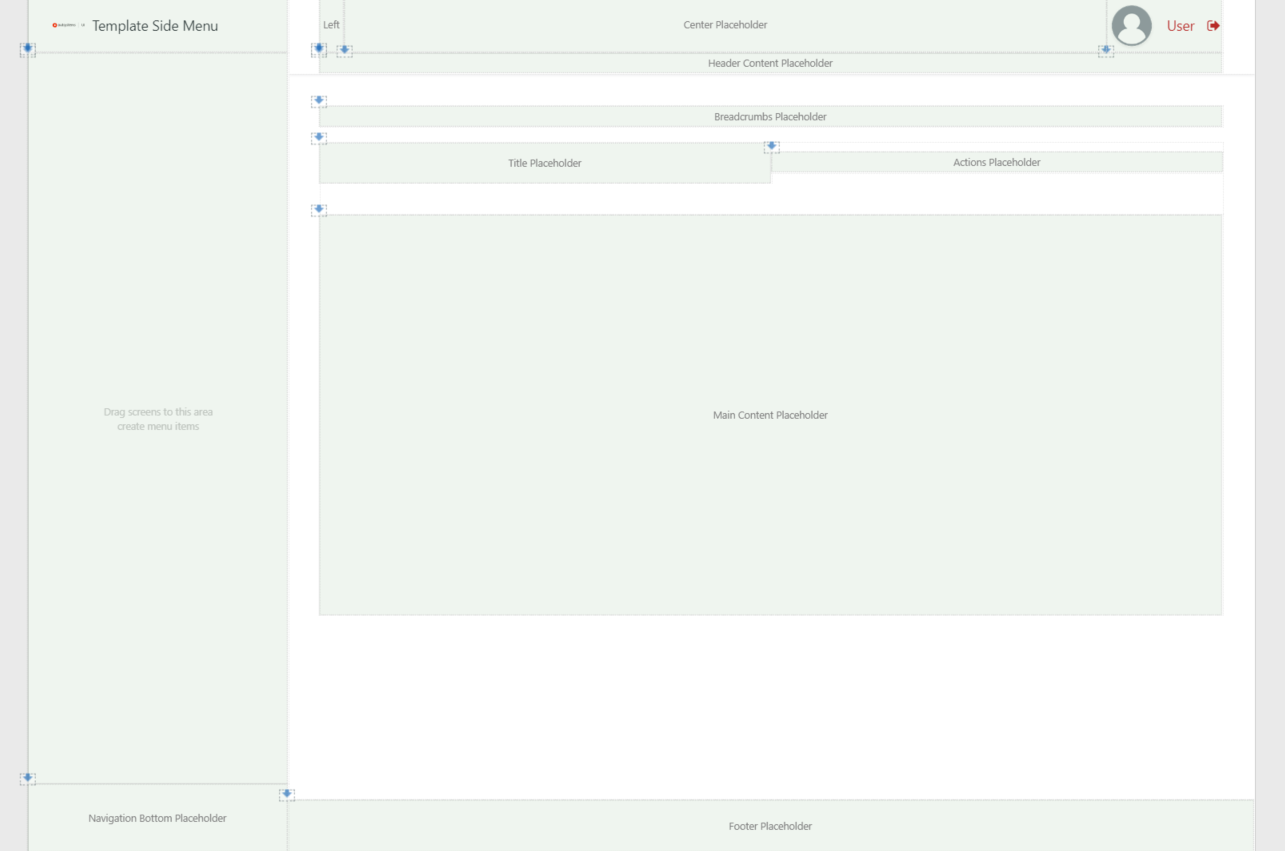 Template Side Menu
Left
Center Placeholder
User
Header Content Placeholder
Breadcrumbs Placeholder
Title Placeholder
Actions Placeholder
Drag screens to this area
create menu items
Main Content Placeholder
Navigation Bottom Placeholder
Footer Placeholder